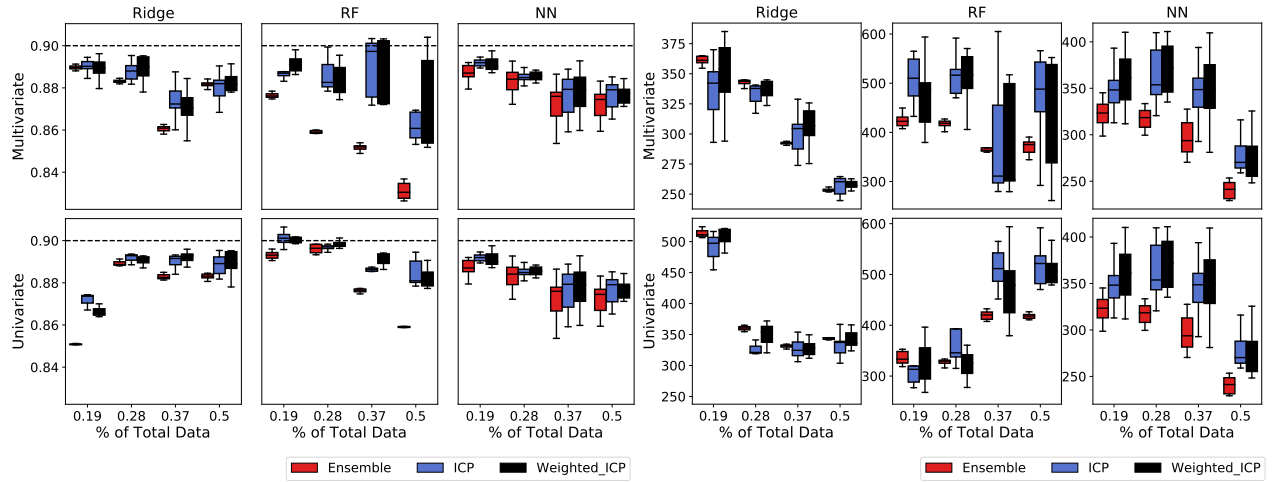 Ridge RF NN Ridge RF NN
Multivariate 0.90 0.88 0.86 0.84
Multivariate 375 350 325 300 275 250
600 500 400 300
400 350 300 250
Univariate 0.90 0.88 0.86 0.84
Univariate 500 450 400 350 300 250
600 500 400 300
400 350 300 250
0.19 0.28 0.37 0.5 0.19 0.28 0.37 0.5 0.19 0.28 0.37 0.5 0.19 0.28 0.37 0.5 0.19 0.28 0.37 0.5 0.19 0.28 0.37 0.5
% of Total Data % of Total Data % of Total Data % of Total Data % of Total Data % of Total Data
Ensemble ICP Weighted_ICP Ensemble ICP Weighted_ICP